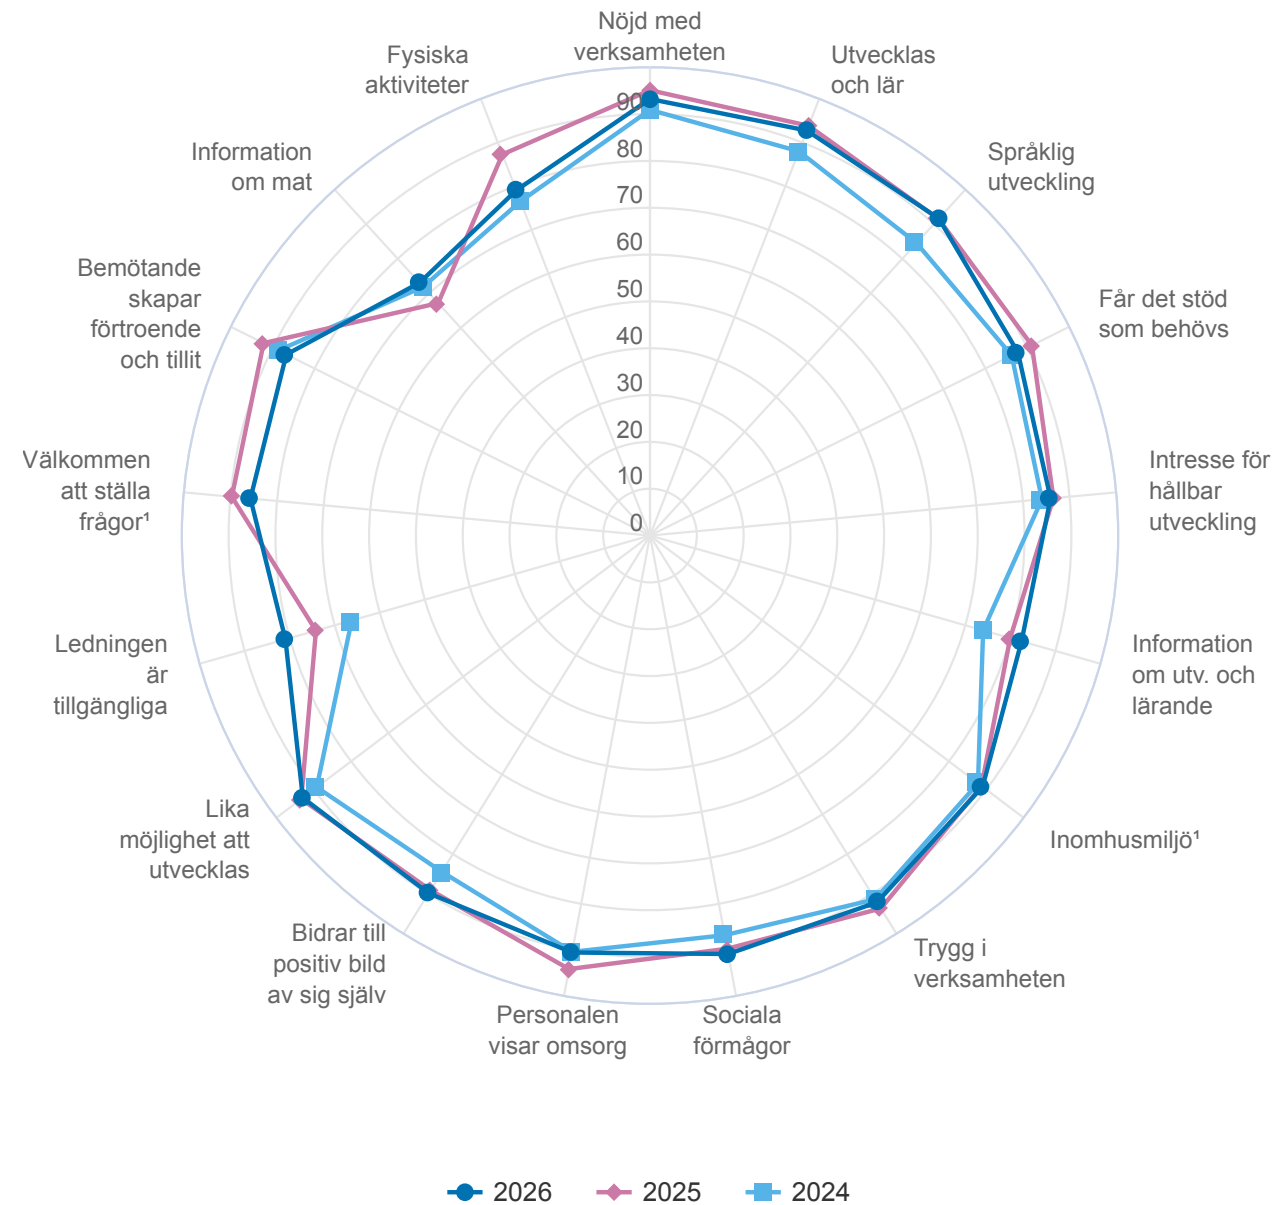 Nöjd med
verksamheten
Utvecklas
och lär
Språklig
utveckling
Får det stöd
som behövs
Intresse för
hållbar
utveckling
Information
om utv. och
lärande
Inomhusmiljö¹
Trygg i
verksamheten
Sociala
förmågor
Personalen
visar omsorg
Bidrar till
positiv bild
av sig själv
Lika
möjlighet att
utvecklas
Ledningen
är
tillgängliga
Välkommen
att ställa
frågor¹
Bemötande
skapar
förtroende
och tillit
Information
om mat
Fysiska
aktiviteter
90
80
70
60
50
40
30
20
10
0
2026
2025
2024